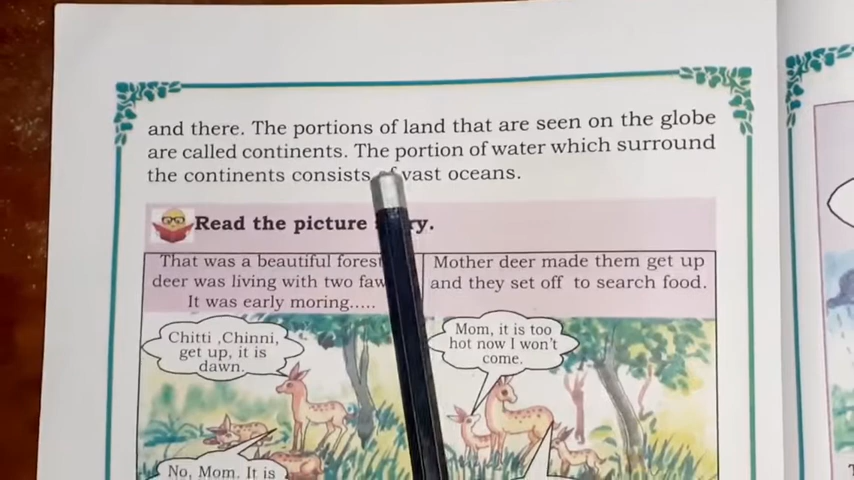 and there. The portions of land that are seen on the globe
are called continents. The portion of water which surround
the continents consists of vast oceans.
Read the picture ry.
That was a beautiful fores
deer was living with two faw
It was early moring.....
Mother deer made them get up
and they set off to search food.
Chitti ,Chinni,
get up, it is
dawn.
Mom, it is too
hot now I won't
come.
No, Mom. It is